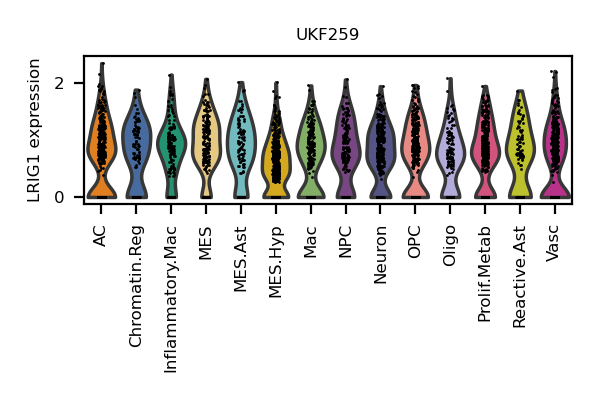 UKF259
LRIG1 expression
2
0
AC
Chromatin.Reg
Inflammatory.Mac
MES
MES.Ast
MES.Hyp
Mac
NPC
Neuron
OPC
Oligo
Prolif.Metab
Reactive.Ast
Vasc